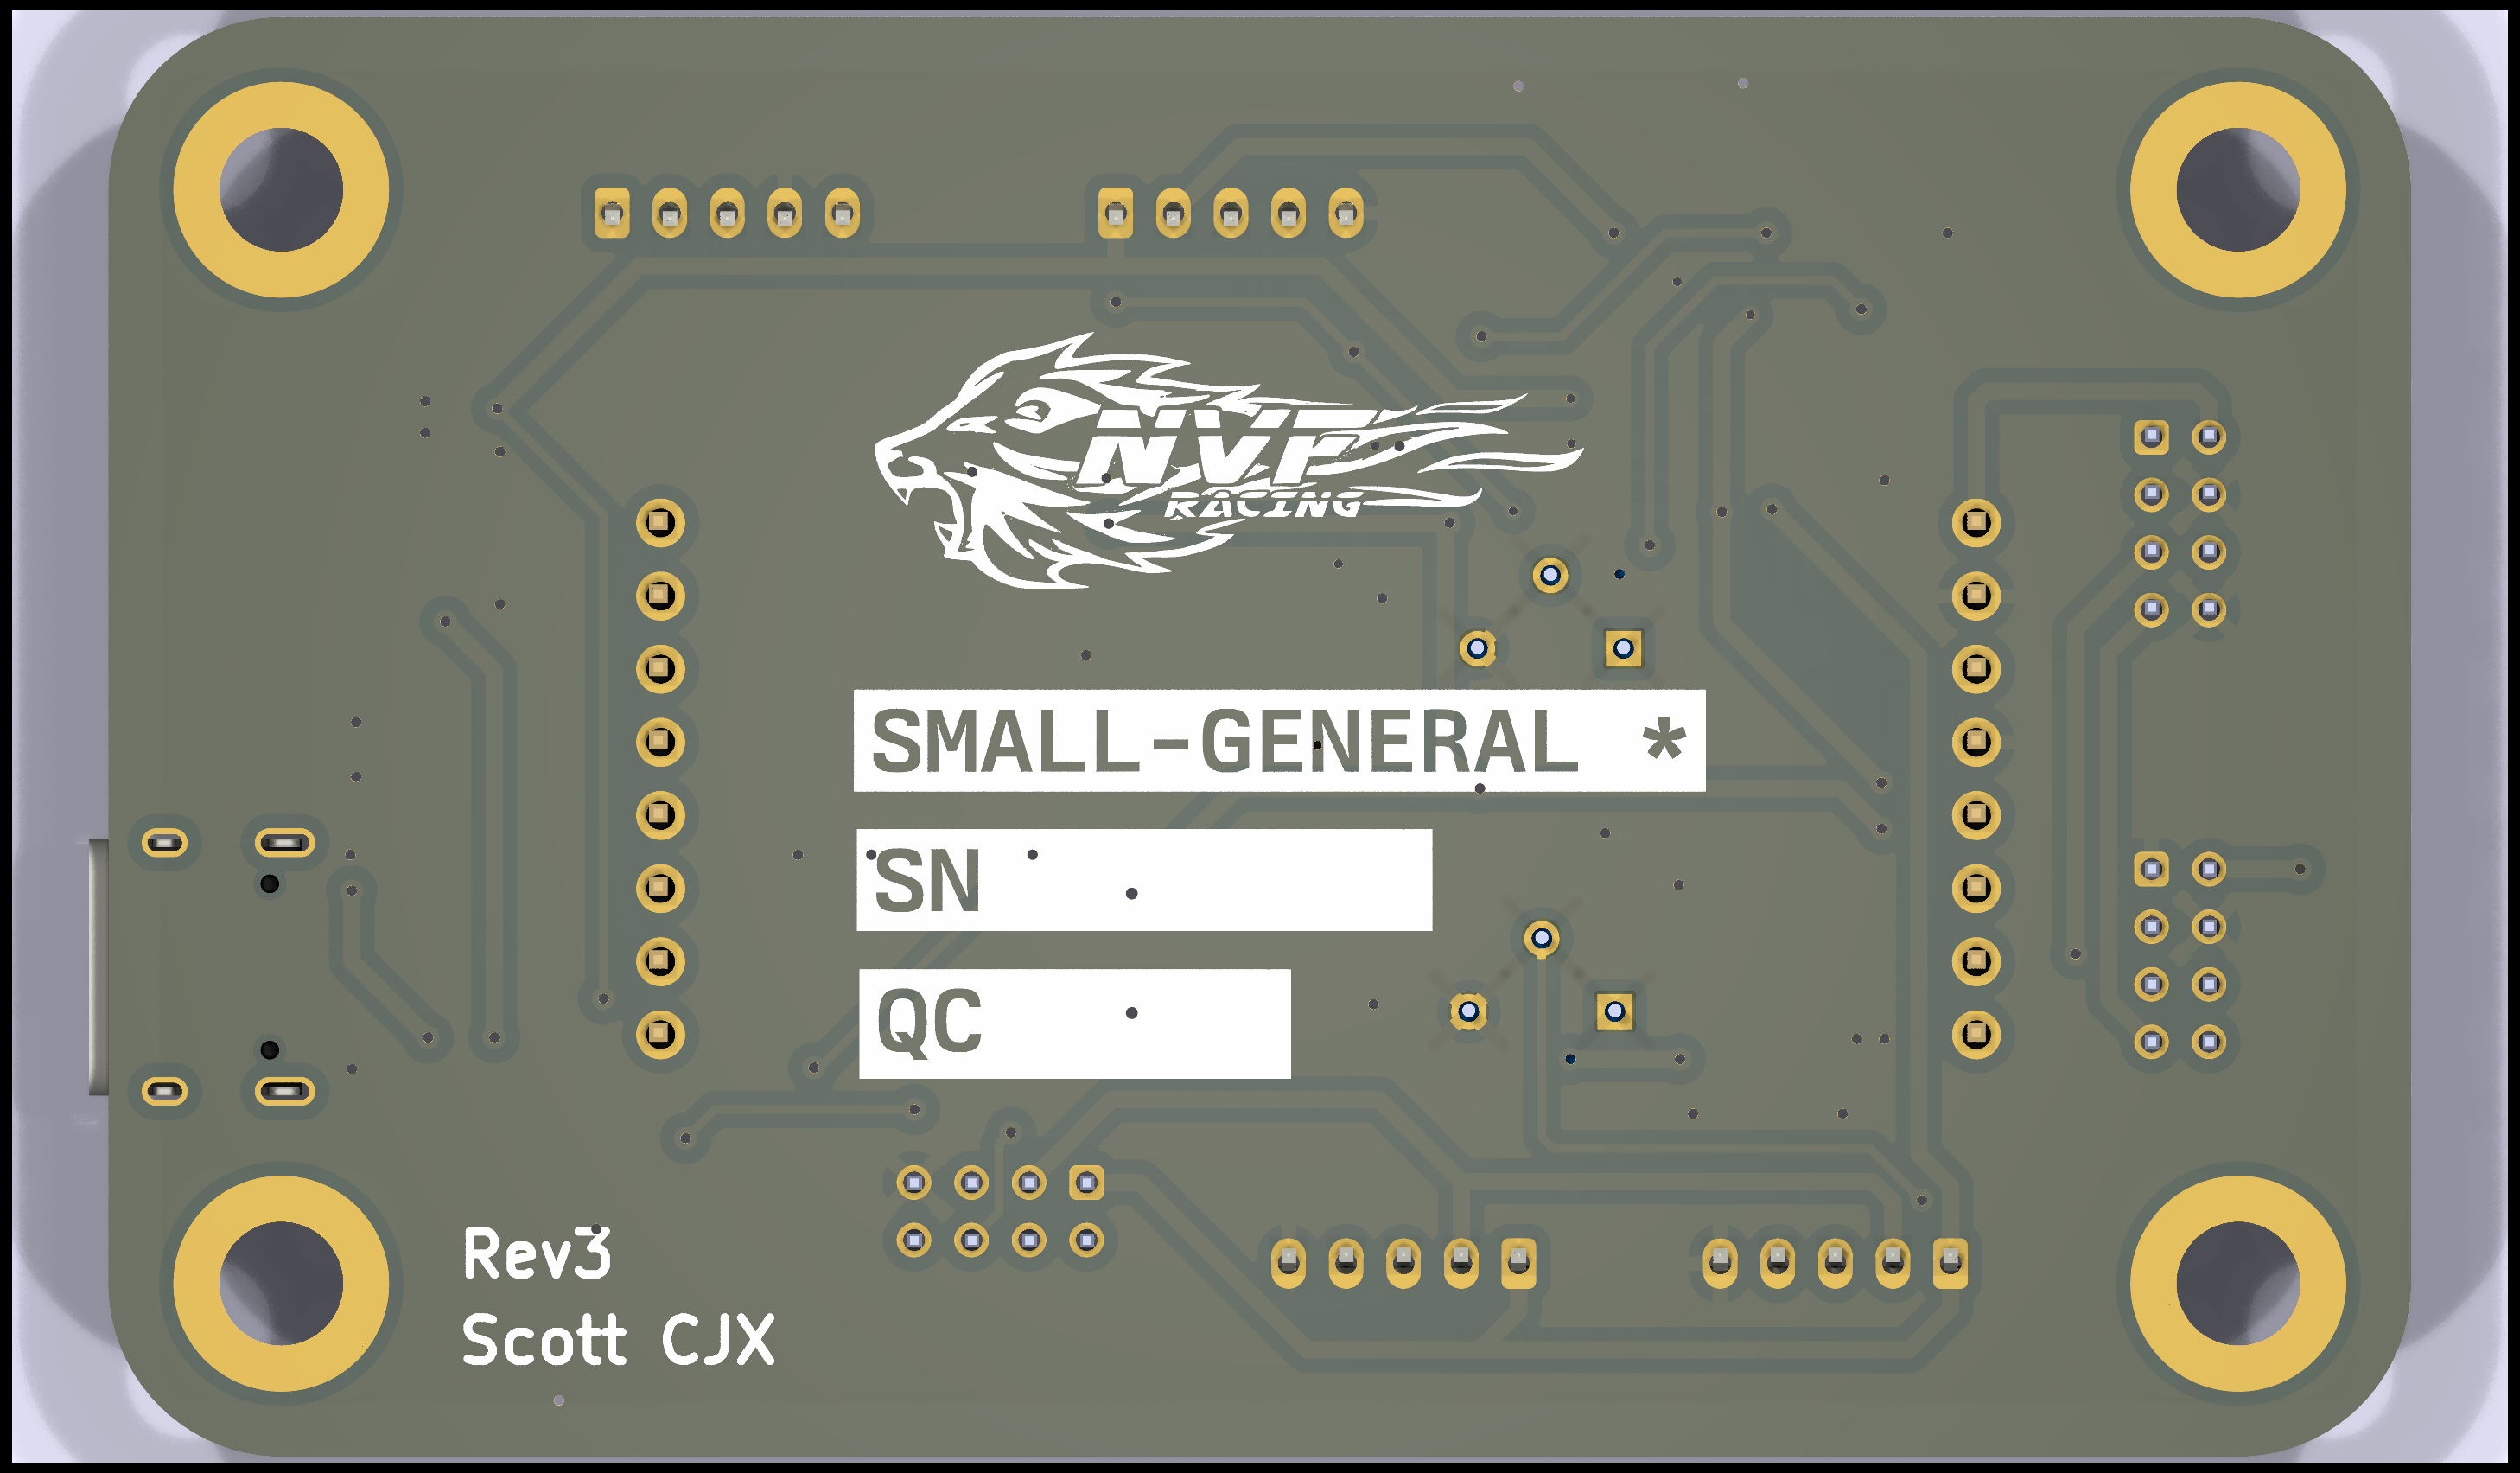 NVP
RACING
SMALL-GENERAL *
SN
QC
Rev3
Scott CJX